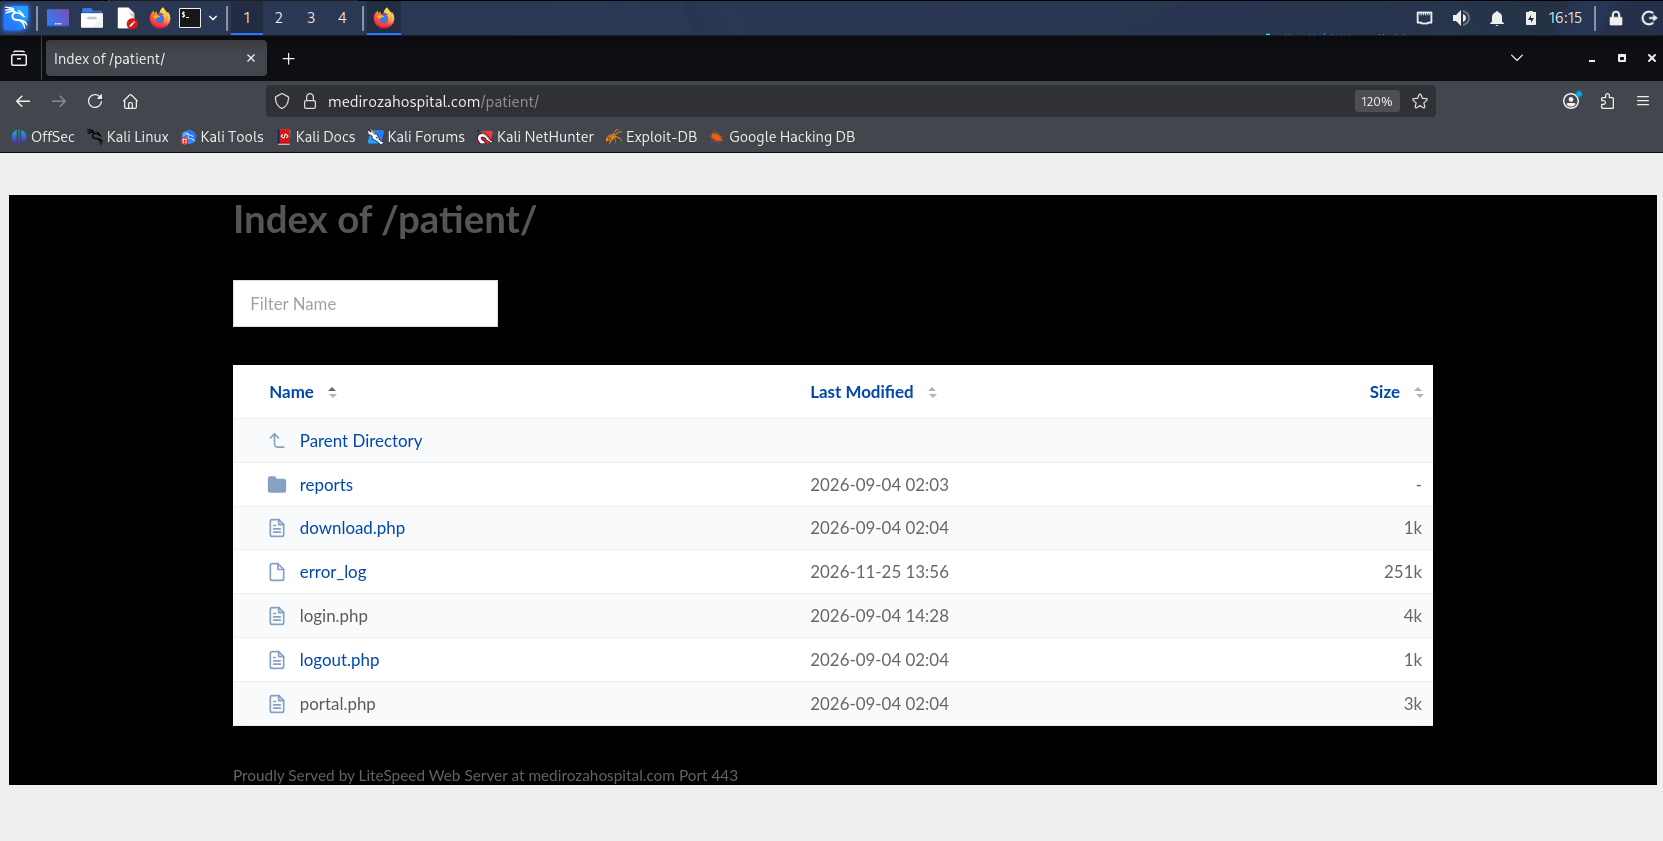 1 2 3 4 16:15
Index of /patient/
medirozahospital.com/patient/ 120%
OffSec Kali Linux Kali Tools Kali Docs Kali Forums Kali NetHunter Exploit-DB Google Hacking DB
Index of /patient/
Filter Name
Name Last Modified Size
Parent Directory
reports 2026-09-04 02:03 -
download.php 2026-09-04 02:04 1k
error_log 2026-11-25 13:56 251k
login.php 2026-09-04 14:28 4k
logout.php 2026-09-04 02:04 1k
portal.php 2026-09-04 02:04 3k
Proudly Served by LiteSpeed Web Server at medirozahospital.com Port 443